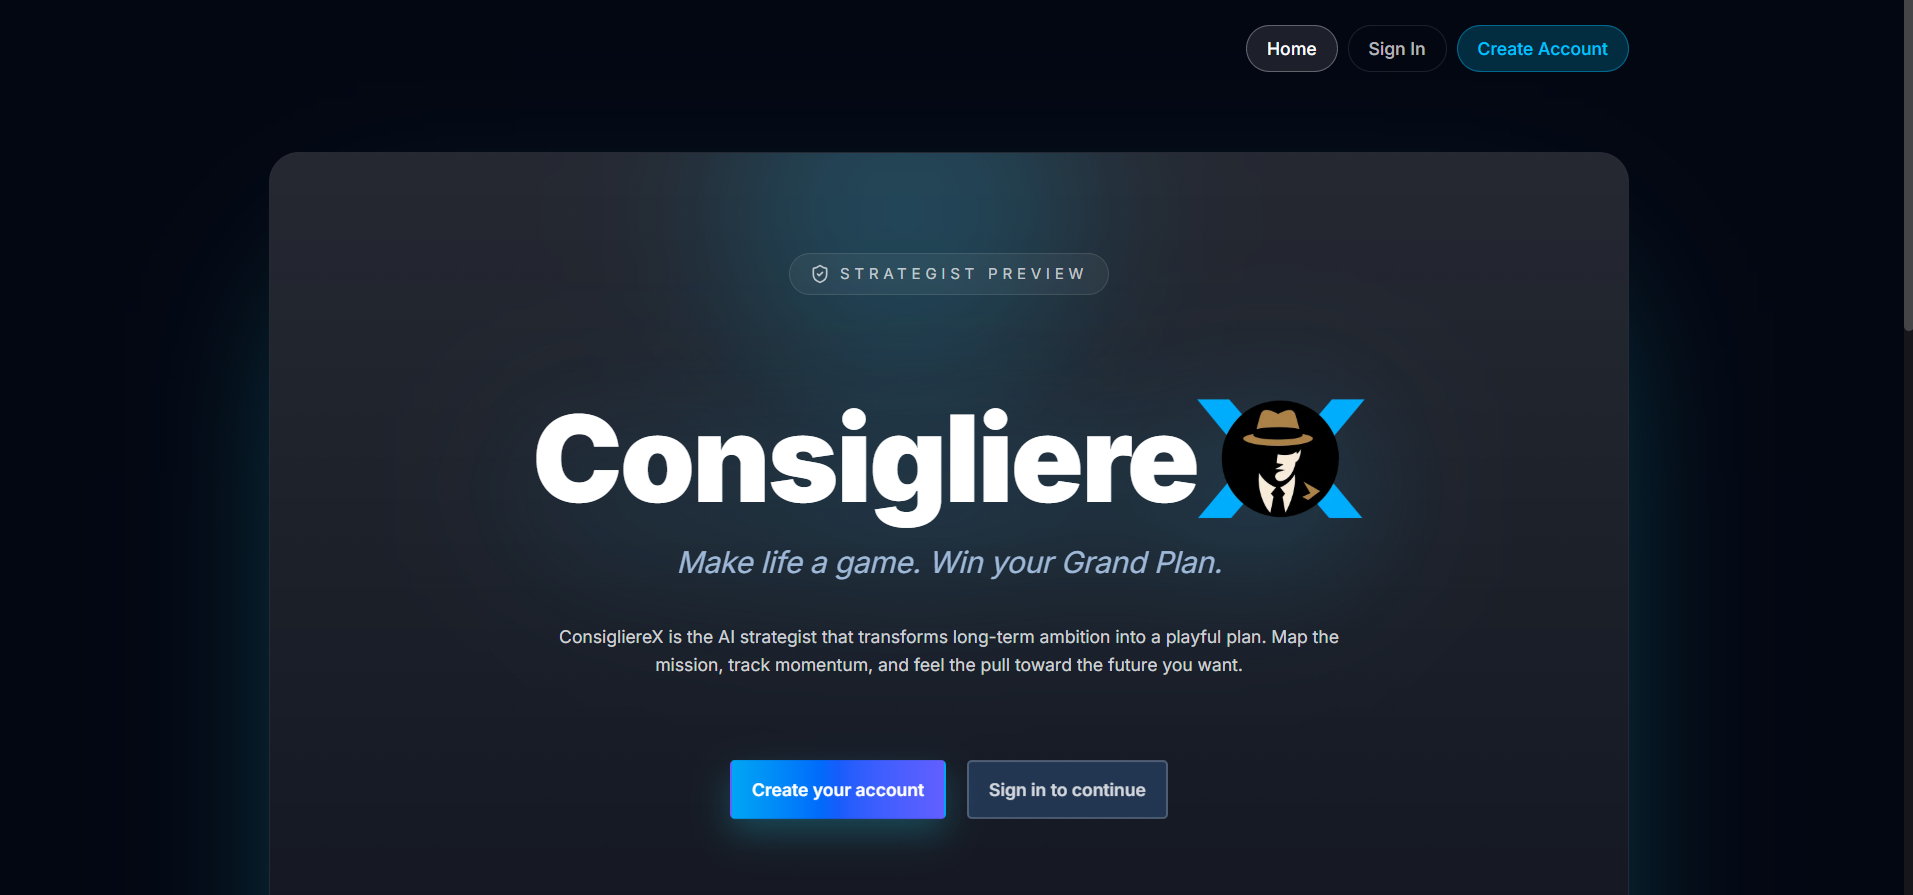 Home
Sign In
Create Account
STRATEGIST PREVIEW
ConsigliereX
Make life a game. Win your Grand Plan.
ConsigliereX is the AI strategist that transforms long-term ambition into a playful plan. Map the
mission, track momentum, and feel the pull toward the future you want.
Create your account
Sign in to continue